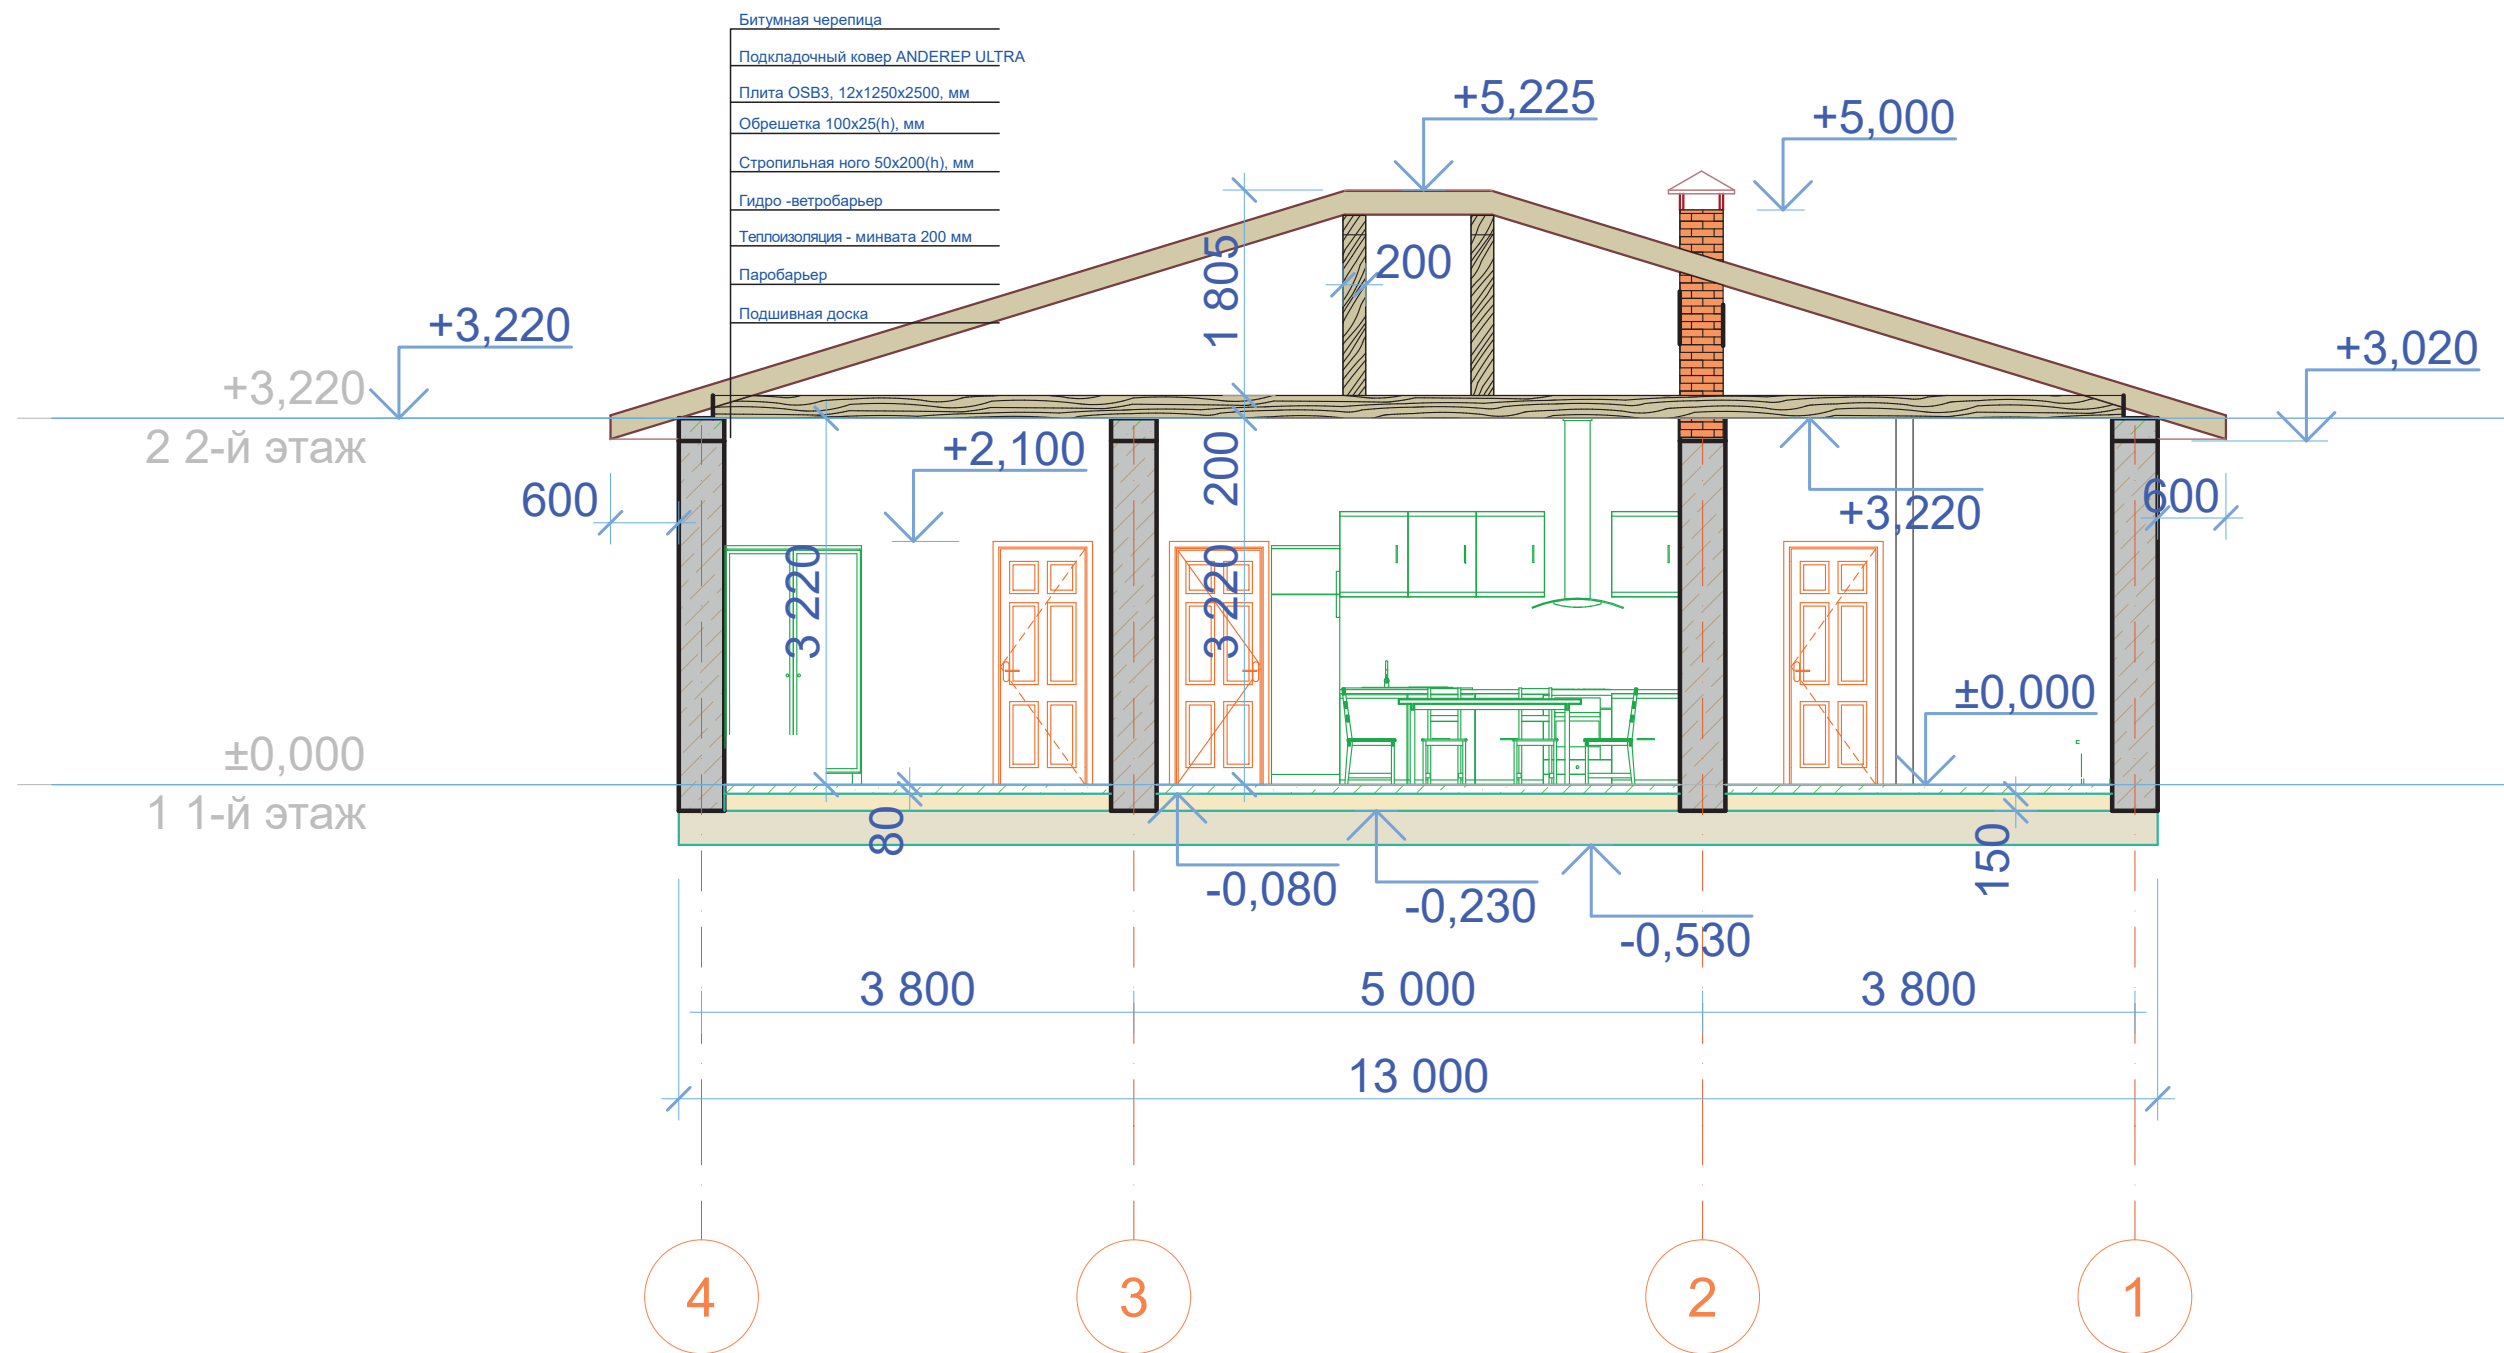 Битумная черепица
Подкладочный ковер ANDEREP ULTRA
Плита OSB3, 12х1250х2500, мм
Обрешетка 100х25(h), мм
Стропильная ного 50х200(h), мм
Гидро -ветробарьер
Теплоизоляция - минвата 200 мм
Паробарьер
Подшивная доска
+5,225
+5,000
1 805
200
+3,220
+3,020
+3,220
2 2-й этаж
+2,100
200
600
600
+3,220
3 220
3 220
±0,000
±0,000
1 1-й этаж
80
150
-0,080
-0,230
-0,530
3 800
5 000
3 800
13 000
4
3
2
1